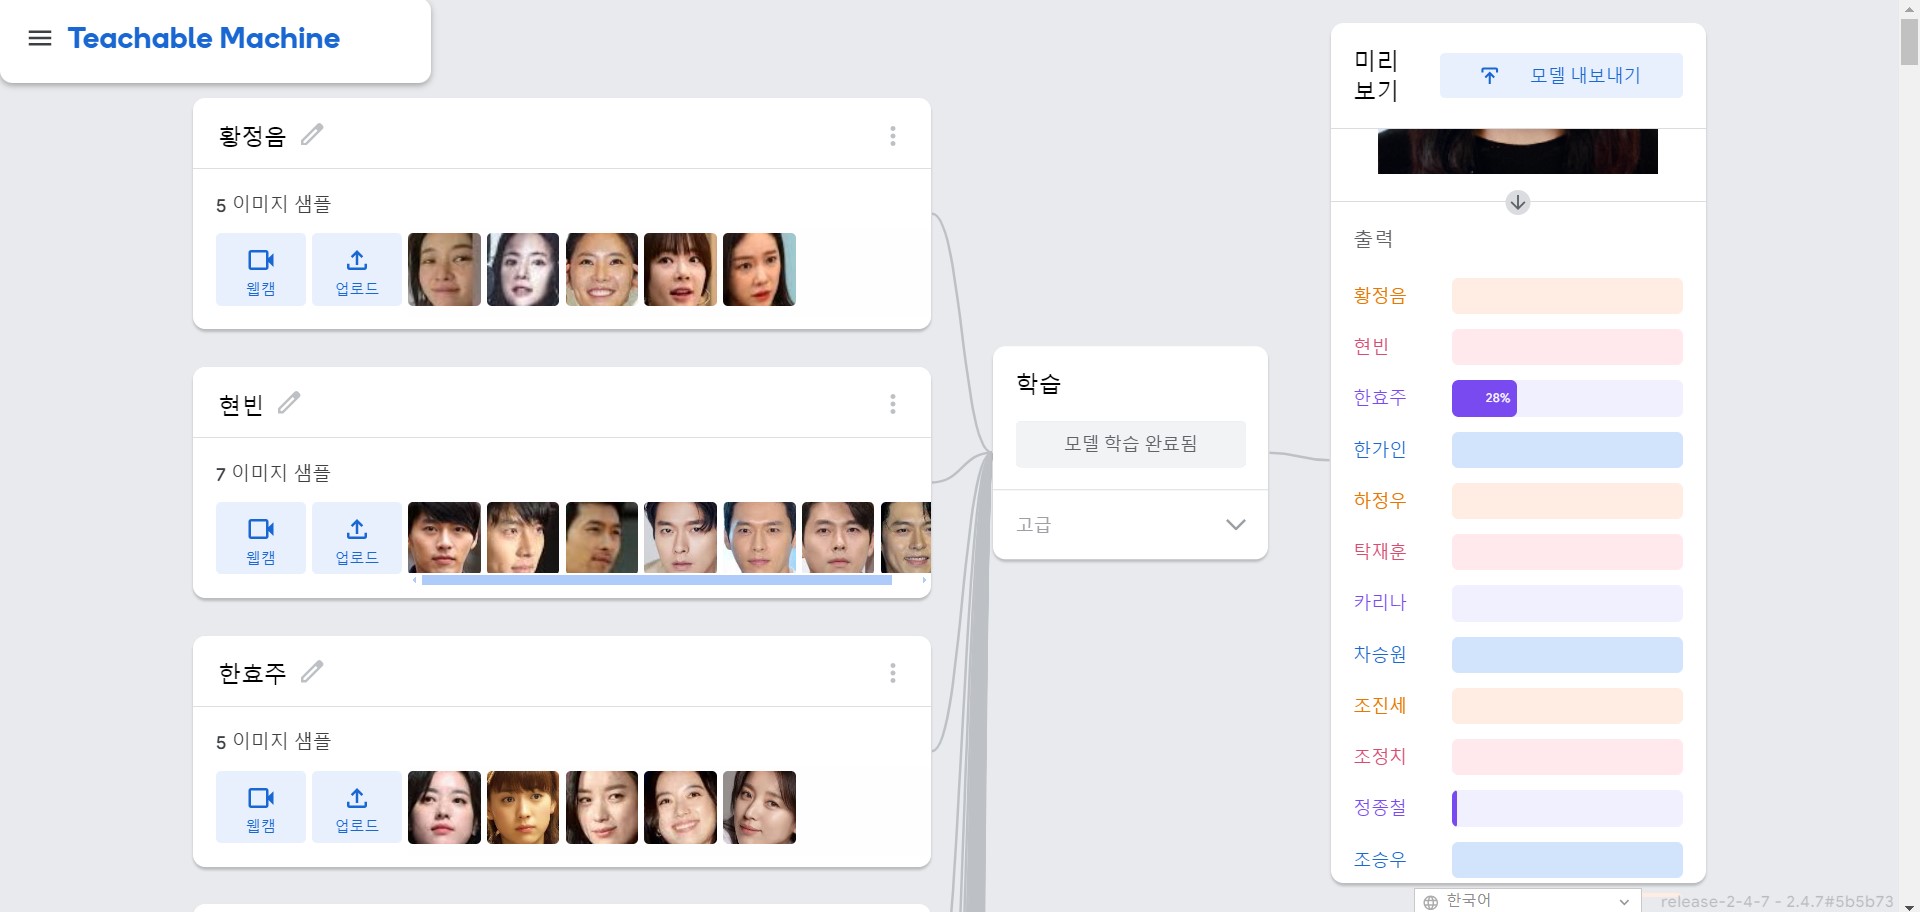 Teachable Machine
황정음
5 이미지 샘플
웹캠
업로드
현빈
7 이미지 샘플
웹캠
업로드
한효주
5 이미지 샘플
웹캠
업로드
학습
모델 학습 완료됨
고급
미리
보기
모델 내보내기
출력
황정음
현빈
한효주
28%
한가인
하정우
탁재훈
카리나
차승원
조진세
조정치
정종철
조승우
한국어
release-2-4-7 - 2.4.7#5b5b73